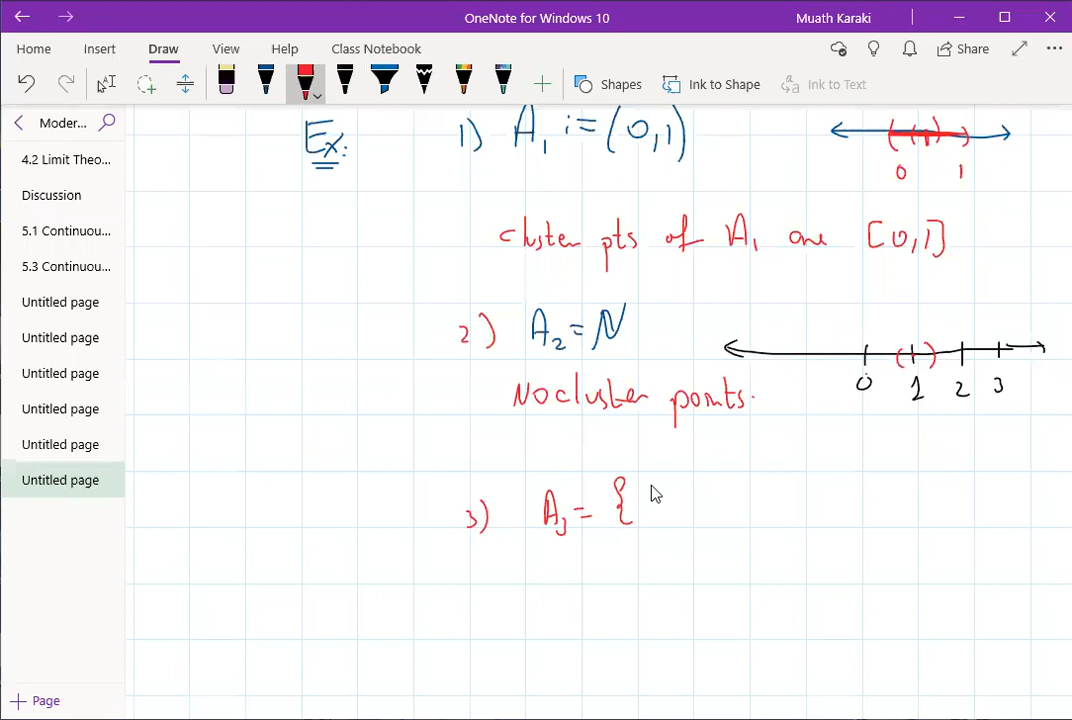 OneNote for Windows 10
Muath Karaki
Home Insert Draw View Help Class Notebook Share
Shapes Ink to Shape Ink to Text
Moder...
4.2 Limit Theo...
Discussion
5.1 Continuou...
5.3 Continuou...
Untitled page
Untitled page
Untitled page
Untitled page
Untitled page
Untitled page
Page
Ex: 1) A₁ := (0,1)
0 1
cluster pts of A₁ are [0,1]
2) A₂ = ℕ
0 1 2 3
No cluster points.
3) A₃ = {